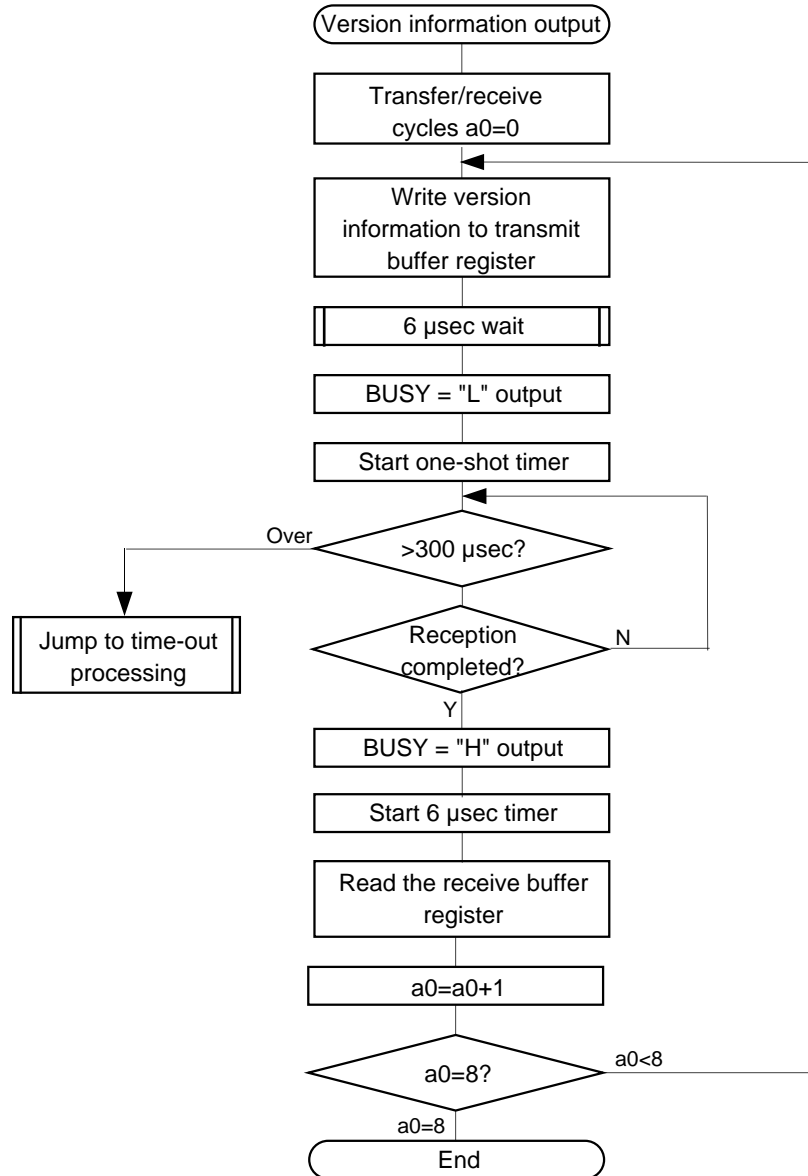 Version information output
Transfer/receive
cycles a0=0
Write version
information to transmit
buffer register
6 µsec wait
BUSY = "L" output
Start one-shot timer
Over
>300 µsec?
Jump to time-out
processing
Reception
completed?
N
Y
BUSY = "H" output
Start 6 µsec timer
Read the receive buffer
register
a0=a0+1
a0=8?
a0<8
a0=8
End